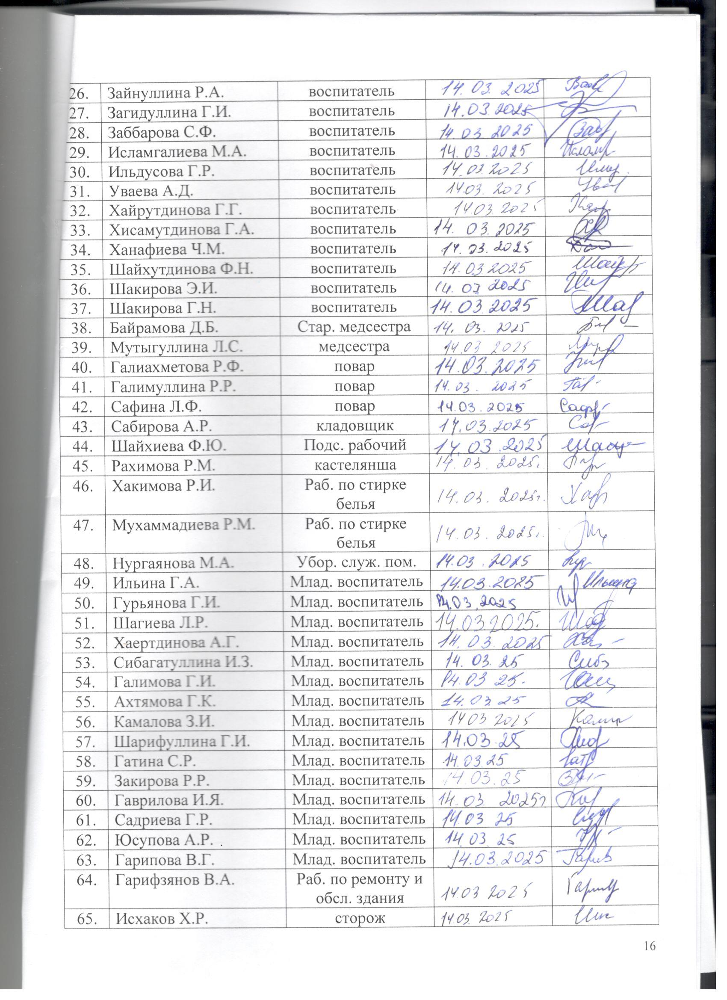 26. Зайнуллина Р.А. воспитатель 14.03.2025
27. Загидуллина Г.И. воспитатель 14.03.2025
28. Заббарова С.Ф. воспитатель 14.03.2025
29. Исламгалиева М.А. воспитатель 14.03.2025
30. Ильдусова Г.Р. воспитатель 14.03.2025
31. Уваева А.Д. воспитатель 14.03.2025
32. Хайрутдинова Г.Г. воспитатель 14.03 2025
33. Хисамутдинова Г.А. воспитатель 14. 03. 2025
34. Ханафиева Ч.М. воспитатель 14.03.2025
35. Шайхутдинова Ф.Н. воспитатель 14.03 2025
36. Шакирова Э.И. воспитатель 14.03 2025
37. Шакирова Г.Н. воспитатель 14.03 2025
38. Байрамова Д.Б. Стар. медсестра 14. 03. 2025
39. Мутыгуллина Л.С. медсестра 14.03 2025
40. Галиахметова Р.Ф. повар 14.03.2025
41. Галимуллина Р.Р. повар 14.03. 2025
42. Сафина Л.Ф. повар 14.03.2025
43. Сабирова А.Р. кладовщик 14.03.2025
44. Шайхиева Ф.Ю. Подс. рабочий 14.03.2025
45. Рахимова Р.М. кастелянша 14.03. 2025г.
46. Хакимова Р.И. Раб. по стирке
белья 14.03. 2025г.
47. Мухаммадиева Р.М. Раб. по стирке
белья 14.03. 2025г.
48. Нургаянова М.А. Убор. служ. пом. 14.03.2025
49. Ильина Г.А. Млад. воспитатель 14.03.2025 Ильина
50. Гурьянова Г.И. Млад. воспитатель 14.03.2025
51. Шагиева Л.Р. Млад. воспитатель 14.03.2025.
52. Хаертдинова А.Г. Млад. воспитатель 14.03.2025
53. Сибагатуллина И.З. Млад. воспитатель 14.03.25
54. Галимова Г.И. Млад. воспитатель 14.03 25.
55. Ахтямова Г.К. Млад. воспитатель 14.03.25
56. Камалова З.И. Млад. воспитатель 14 03 2025
57. Шарифуллина Г.И. Млад. воспитатель 14.03.25
58. Гатина С.Р. Млад. воспитатель 14.03.25
59. Закирова Р.Р. Млад. воспитатель 14.03.25
60. Гаврилова И.Я. Млад. воспитатель 14.03 2025г.
61. Садриева Г.Р. Млад. воспитатель 14.03 25
62. Юсупова А.Р. Млад. воспитатель 14.03.25
63. Гарипова В.Г. Млад. воспитатель 14.03.2025
64. Гарифзянов В.А. Раб. по ремонту и
обсл. здания 14.03 2025
65. Исхаков Х.Р. сторож 14.03. 2025
16